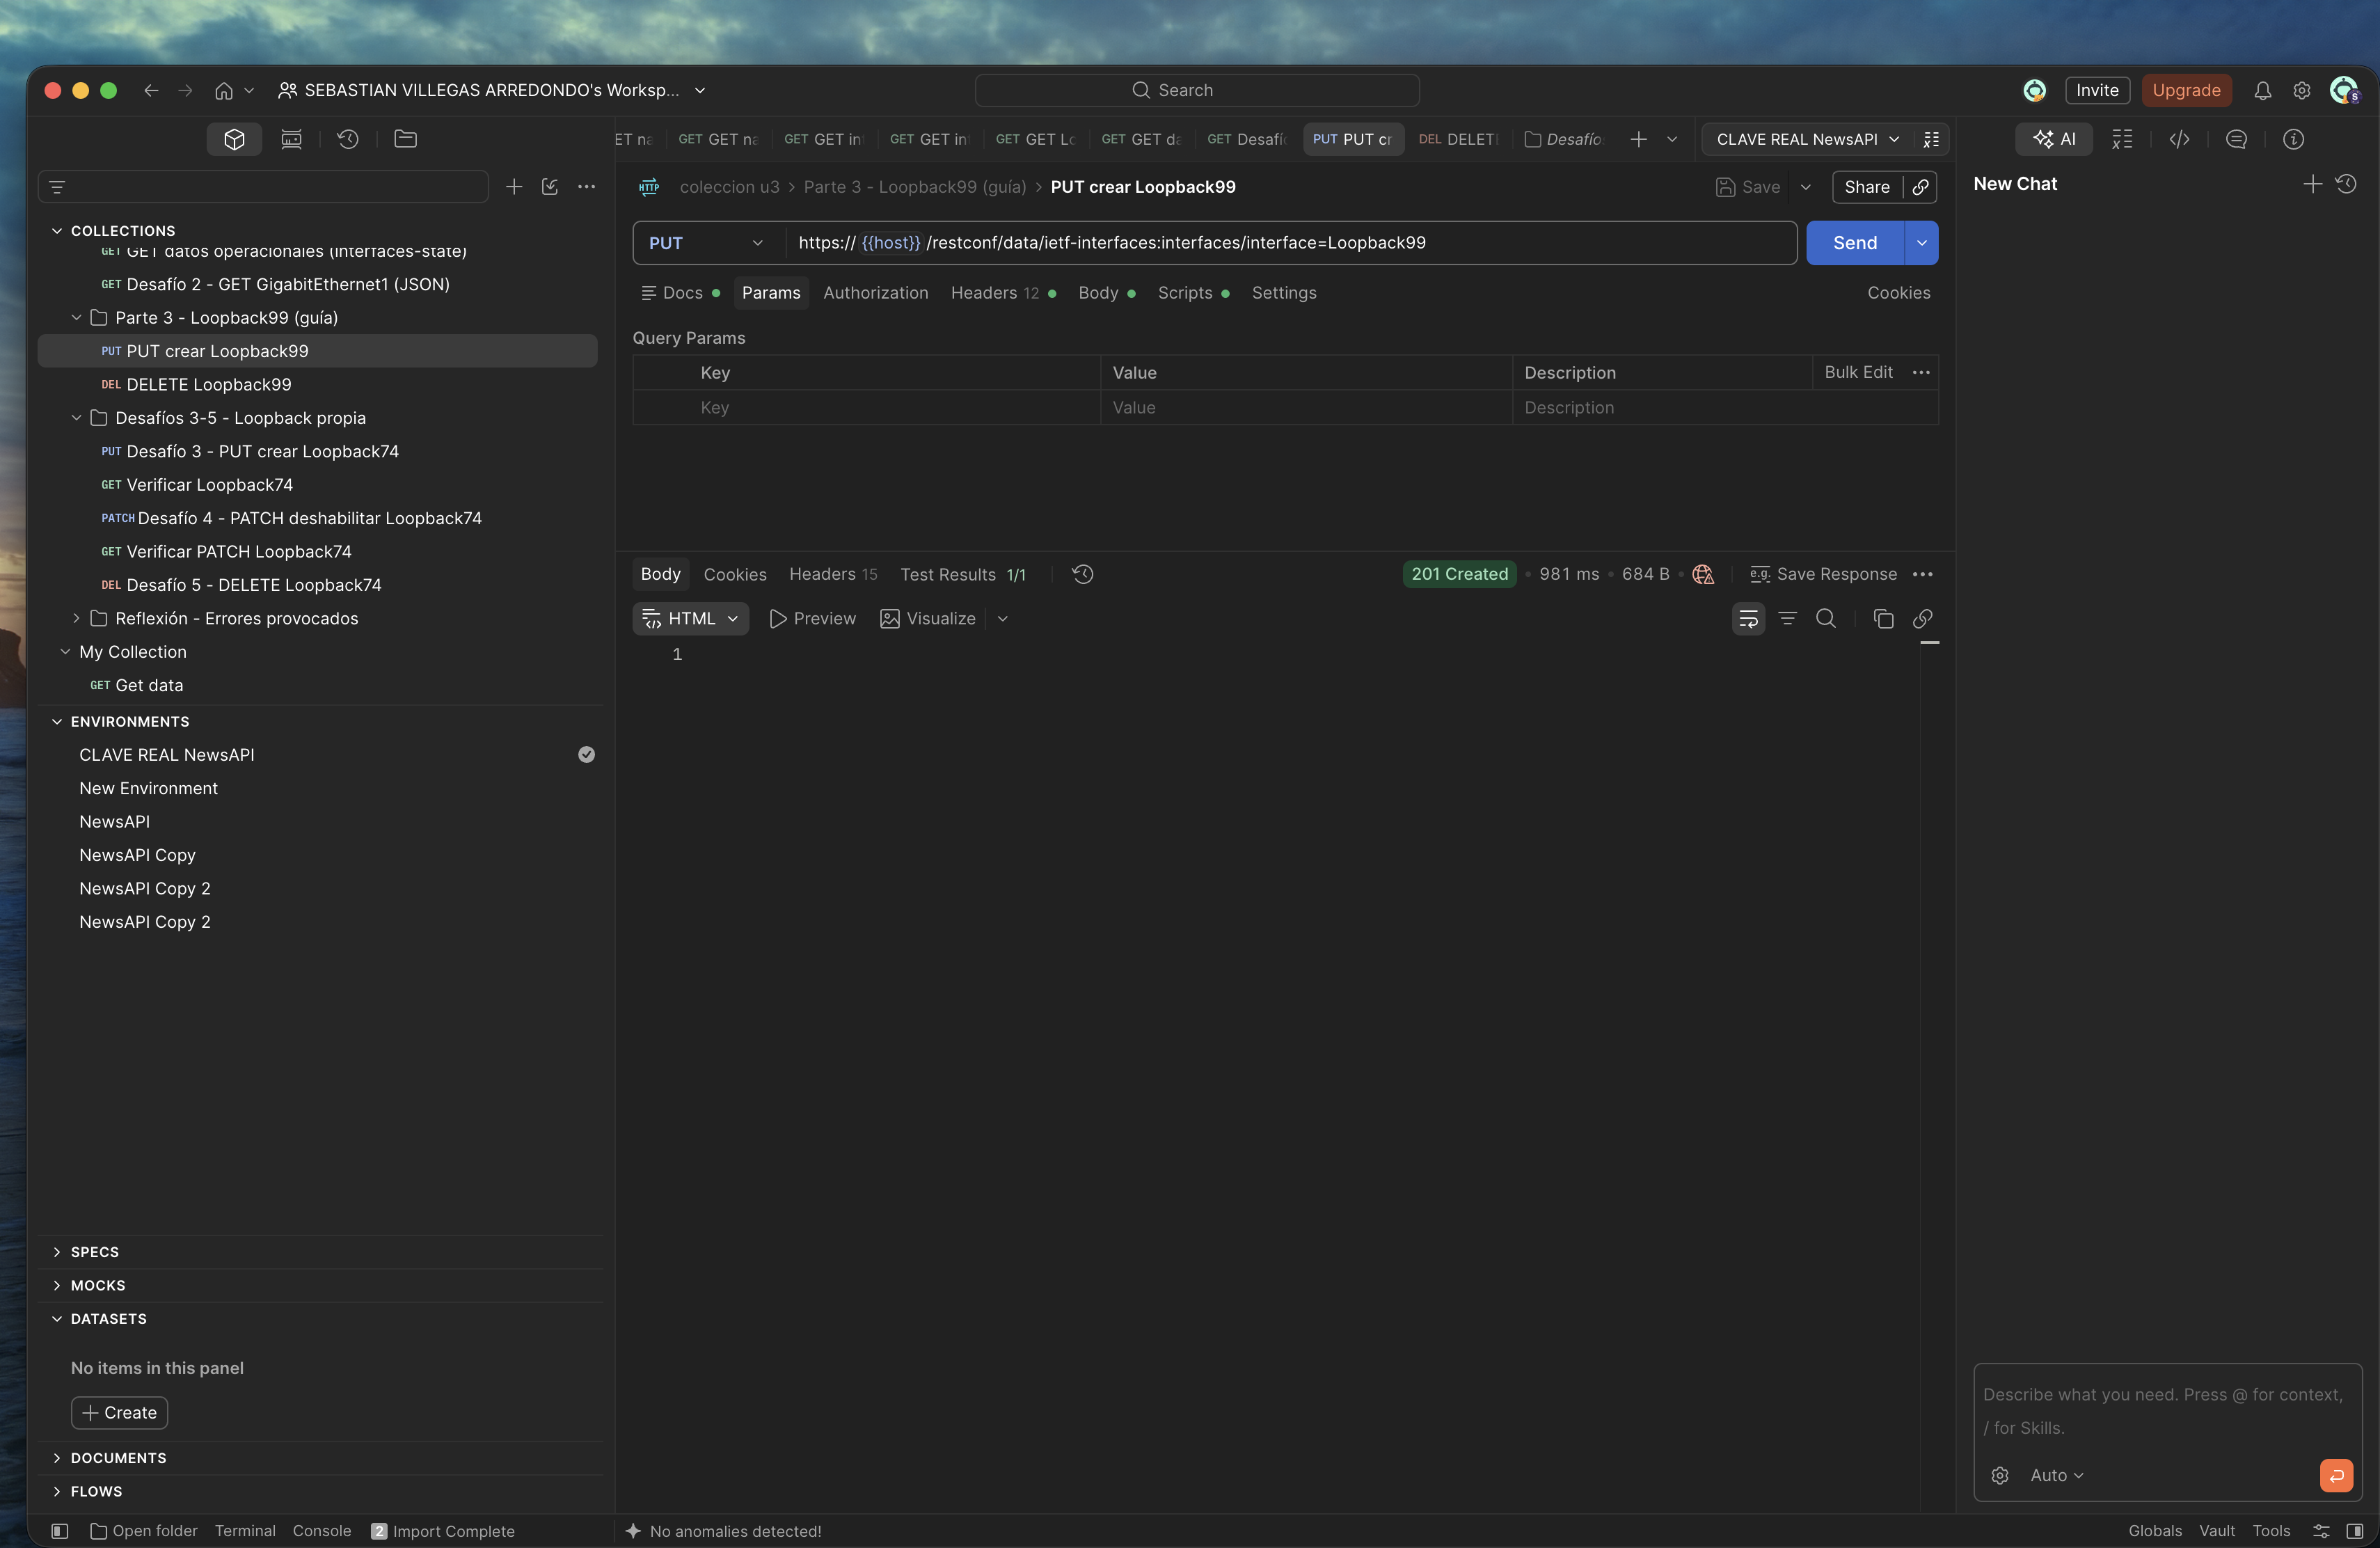 SEBASTIAN VILLEGAS ARREDONDO's Worksp...
Search
Invite
Upgrade
GET GET in
GET GET in
GET GET Lc
GET GET da
GET Desafí
PUT PUT cr
DEL DELET
Desafío
CLAVE REAL NewsAPI
AI
coleccion u3 > Parte 3 - Loopback99 (guía) > PUT crear Loopback99
Save
Share
New Chat
COLLECTIONS
GET GET datos operacionales (interfaces-state)
GET Desafío 2 - GET GigabitEthernet1 (JSON)
Parte 3 - Loopback99 (guía)
PUT PUT crear Loopback99
DEL DELETE Loopback99
Desafíos 3-5 - Loopback propia
PUT Desafío 3 - PUT crear Loopback74
GET Verificar Loopback74
PATCH Desafío 4 - PATCH deshabilitar Loopback74
GET Verificar PATCH Loopback74
DEL Desafío 5 - DELETE Loopback74
Reflexión - Errores provocados
My Collection
GET Get data
ENVIRONMENTS
CLAVE REAL NewsAPI
New Environment
NewsAPI
NewsAPI Copy
NewsAPI Copy 2
NewsAPI Copy 2
SPECS
MOCKS
DATASETS
No items in this panel
Create
DOCUMENTS
FLOWS
PUT
https:// {{host}} /restconf/data/ietf-interfaces:interfaces/interface=Loopback99
Send
Docs
Params
Authorization
Headers 12
Body
Scripts
Settings
Cookies
Query Params
Key Value Description Bulk Edit
Key Value Description
Body Cookies Headers 15 Test Results 1/1
201 Created • 981 ms • 684 B
e.g. Save Response
HTML
Preview
Visualize
1
Describe what you need. Press @ for context,
/ for Skills.
Auto
Open folder
Terminal
Console
2 Import Complete
No anomalies detected!
Globals
Vault
Tools